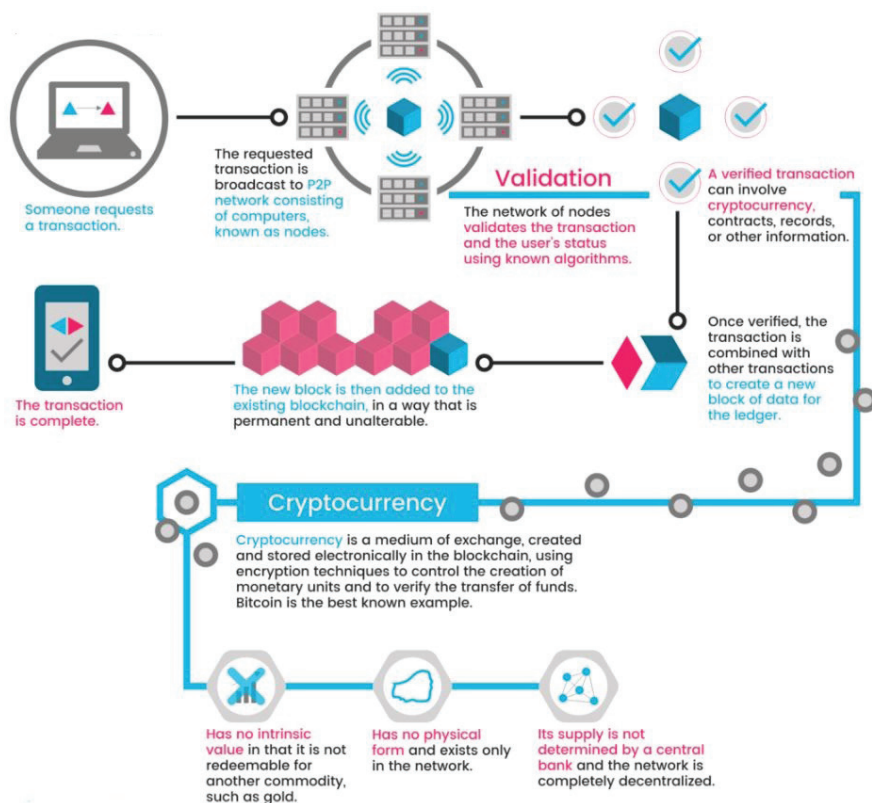 Someone requests
a transaction.
The requested
transaction is
broadcast to P2P
network consisting
of computers,
known as nodes.
Validation
The network of nodes
validates the transaction
and the user's status
using known algorithms.
A verified transaction
can involve
cryptocurrency,
contracts, records,
or other information.
Once verified, the
transaction is
combined with
other transactions
to create a new
block of data for
the ledger.
The new block is then added to the
existing blockchain, in a way that is
permanent and unalterable.
The transaction
is complete.
Cryptocurrency
Cryptocurrency is a medium of exchange, created
and stored electronically in the blockchain, using
encryption techniques to control the creation of
monetary units and to verify the transfer of funds.
Bitcoin is the best known example.
Has no intrinsic
value in that it is not
redeemable for
another commodity,
such as gold.
Has no physical
form and exists only
in the network.
Its supply is not
determined by a central
bank and the network is
completely decentralized.